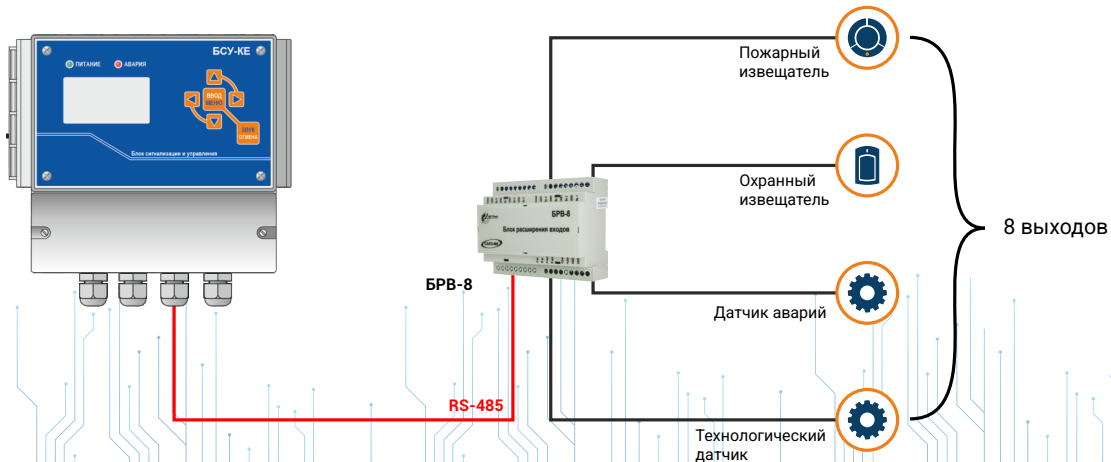 БСУ-КЕ
ПИТАНИЕ
АВАРИЯ
ВВОД
МЕНЮ
ЗВУК
ОТМЕНА
Блок сигнализации и управления
БРВ-8
Блок расширения входов
БРВ-8
RS-485
Пожарный
извещатель
Охранный
извещатель
Датчик аварий
Технологический
датчик
8 выходов